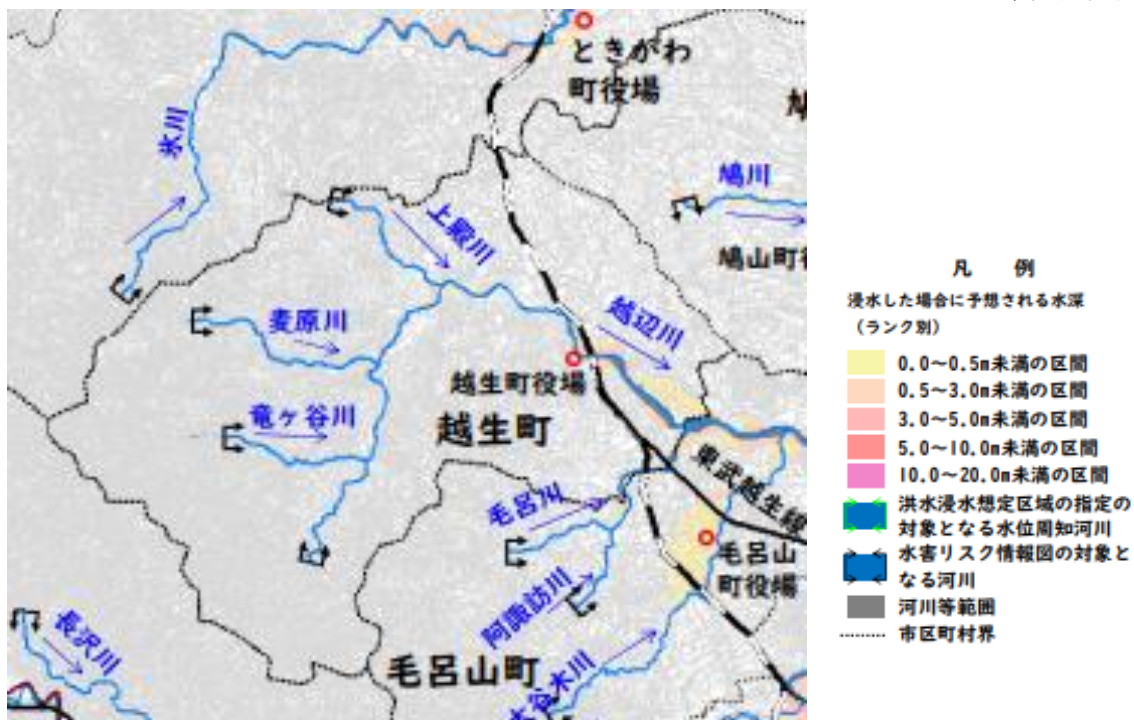 ときがわ
町役場
氷川
鳩川
上殿川
鳩山町
麦原川
越辺川
越生町役場
竜ヶ谷川
越生町
東武越生線
毛呂川
毛呂山
町役場
阿諏訪川
長沢川
毛呂山町
大谷木川
凡 例
浸水した場合に予想される水深
（ランク別）
0.0～0.5m未満の区間
0.5～3.0m未満の区間
3.0～5.0m未満の区間
5.0～10.0m未満の区間
10.0～20.0m未満の区間
洪水浸水想定区域の指定の
対象となる水位周知河川
水害リスク情報図の対象と
なる河川
河川等範囲
市区町村界